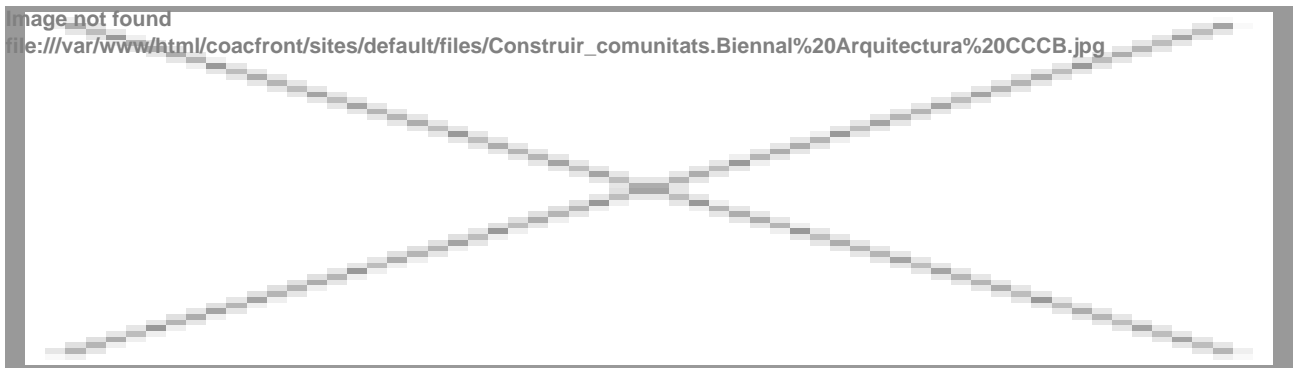 Image not found
file:///var/www/html/coacfront/sites/default/files/Construir_comunitats.Biennal%20Arquitectura%20CCCB.jpg